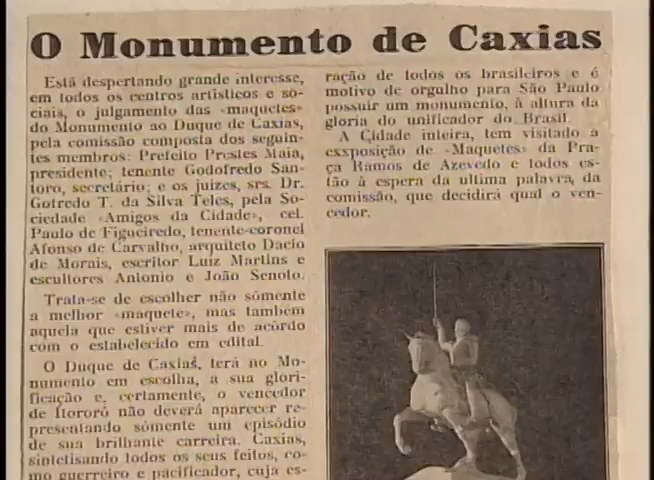 O Monumento de Caxias
Está despertando grande interesse,
em todos os centros artisticos e so-
ciais, o julgamento das «maquetes»
do Monumento ao Duque de Caxias,
pela comissão composta dos seguin-
tes membros: Prefeito Prestes Maia,
presidente; tenente Godofredo San-
toro, secretário; e os juizes, srs. Dr.
Gofredo T. da Silva Teles, pela So-
ciedade «Amigos da Cidade», cel.
Paulo de Figueiredo, tenente-coronel
Afonso de Carvalho, arquiteto Dacio
de Morais, escritor Luiz Martins e
escultores Antonio e João Senoto.
Trata-se de escolher não sómente
a melhor «maquete», mas também
aquela que estiver mais de acôrdo
com o estabelecido em edital.
O Duque de Caxias, terá no Mo-
numento em escolha, a sua glori-
ficação e, certamente, o vencedor
de Itororó não deverá aparecer re-
presentando sómente um episódio
de sua brilhante carreira. Caxias,
sintetisando todos os seus feitos, co-
mo guerreiro e pacificador, cuja es-
ração de todos os brasileiros e é
motivo de orgulho para São Paulo
possuir um monumento, à altura da
gloria do unificador do Brasil.
A Cidade inteira, tem visitado a
exxposição de «Maquetes» da Pra-
ça Ramos de Azevedo e todos es-
tão à espera da ultima palavra, da
comissão, que decidirá qual o ven-
cedor.